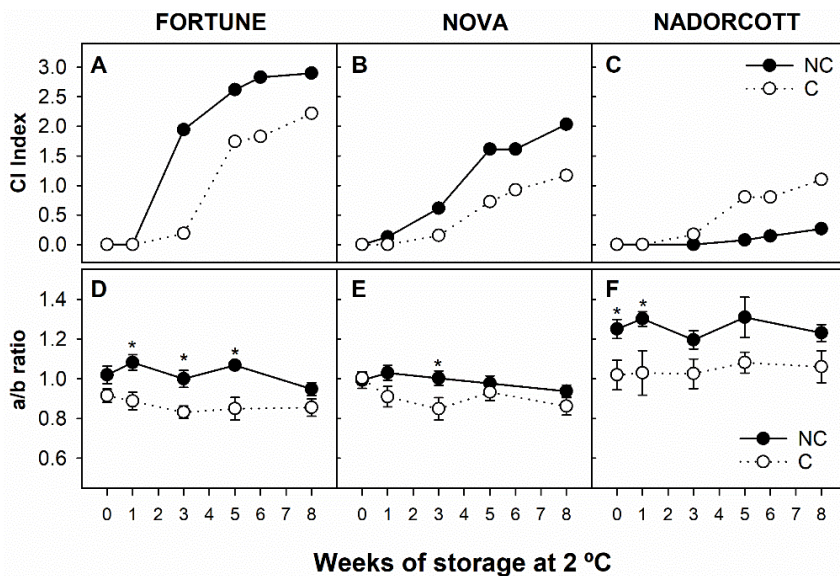 FORTUNE NOVA NADORCOTT
A B C
NC
C
3.0
2.5
2.0
1.5
1.0
0.5
0.0
CI Index
D E F
* * * * * *
1.4
1.2
1.0
0.8
0.6
a/b ratio
NC
C
0 1 2 3 4 5 6 7 8 0 1 2 3 4 5 6 7 8 0 1 2 3 4 5 6 7 8
Weeks of storage at 2 ºC